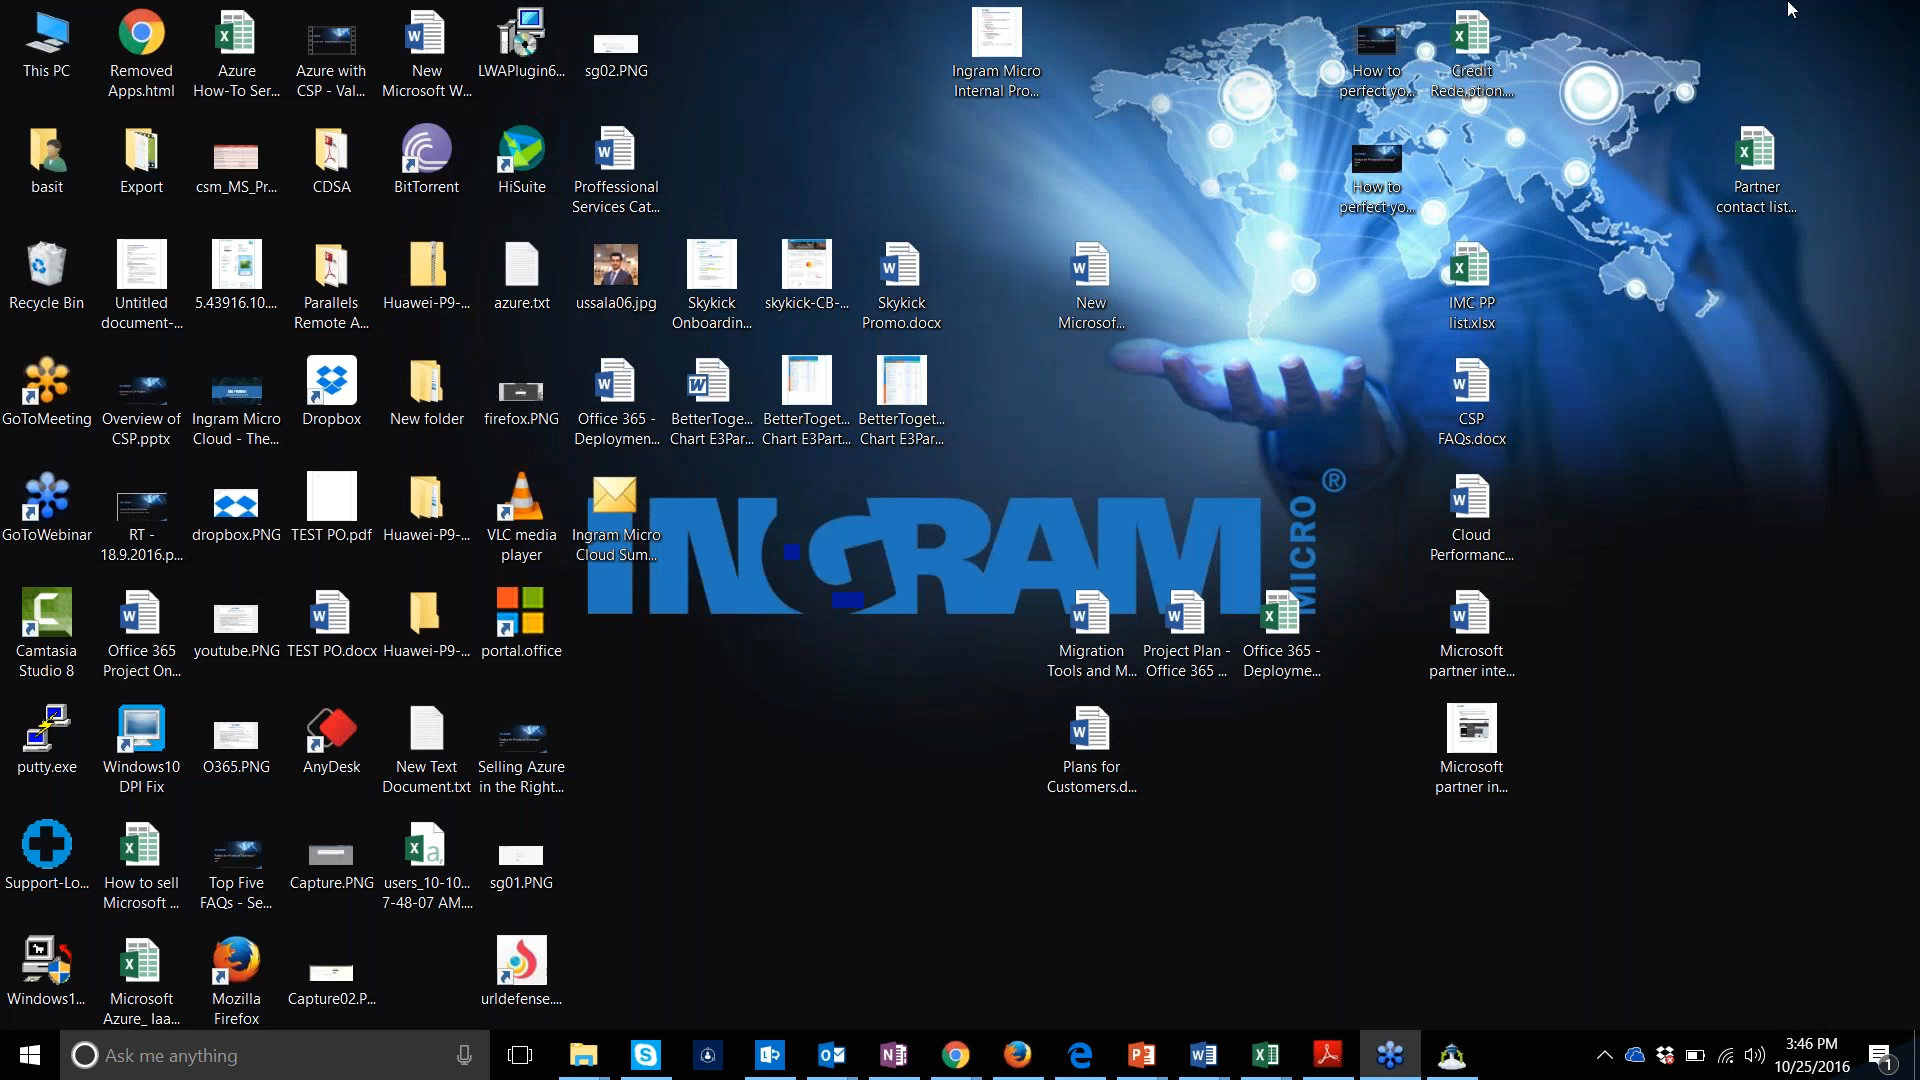 This PC
Removed
Apps.html
Azure
How-To Ser...
Azure with
CSP - Val...
New
Microsoft W...
LWAPlugin6...
sg02.PNG
Ingram Micro
Internal Pro...
How to
perfect yo...
Credit
Rede,ption....
basit
Export
csm_MS_Pr...
CDSA
BitTorrent
HiSuite
Proffessional
Services Cat...
How to
perfect yo...
Partner
contact list...
Recycle Bin
Untitled
document-...
5.43916.10....
Parallels
Remote A...
Huawei-P9-...
azure.txt
ussala06.jpg
Skykick
Onboardin...
skykick-CB-...
Skykick
Promo.docx
New
Microsof...
IMC PP
list.xlsx
GoToMeeting
Overview of
CSP.pptx
Ingram Micro
Cloud - The...
Dropbox
New folder
firefox.PNG
Office 365 -
Deploymen...
BetterToge...
Chart E3Par...
BetterToget...
Chart E3Part...
BetterToget...
Chart E3Par...
CSP
FAQs.docx
GoToWebinar
RT -
18.9.2016.p...
dropbox.PNG
TEST PO.pdf
Huawei-P9-...
VLC media
player
Ingram Micro
Cloud Sum...
INGRAM
MICRO
®
Cloud
Performanc...
Camtasia
Studio 8
Office 365
Project On...
youtube.PNG
TEST PO.docx
Huawei-P9-...
portal.office
Migration
Tools and M...
Project Plan -
Office 365 ...
Office 365 -
Deployme...
Microsoft
partner inte...
putty.exe
Windows10
DPI Fix
O365.PNG
AnyDesk
New Text
Document.txt
Selling Azure
in the Right...
Plans for
Customers.d...
Microsoft
partner in...
Support-Lo...
How to sell
Microsoft ...
Top Five
FAQs - Se...
Capture.PNG
users_10-10...
7-48-07 AM....
sg01.PNG
Windows1...
Microsoft
Azure_ Iaa...
Mozilla
Firefox
Capture02.P...
urldefense....
Ask me anything
3:46 PM
10/25/2016
1